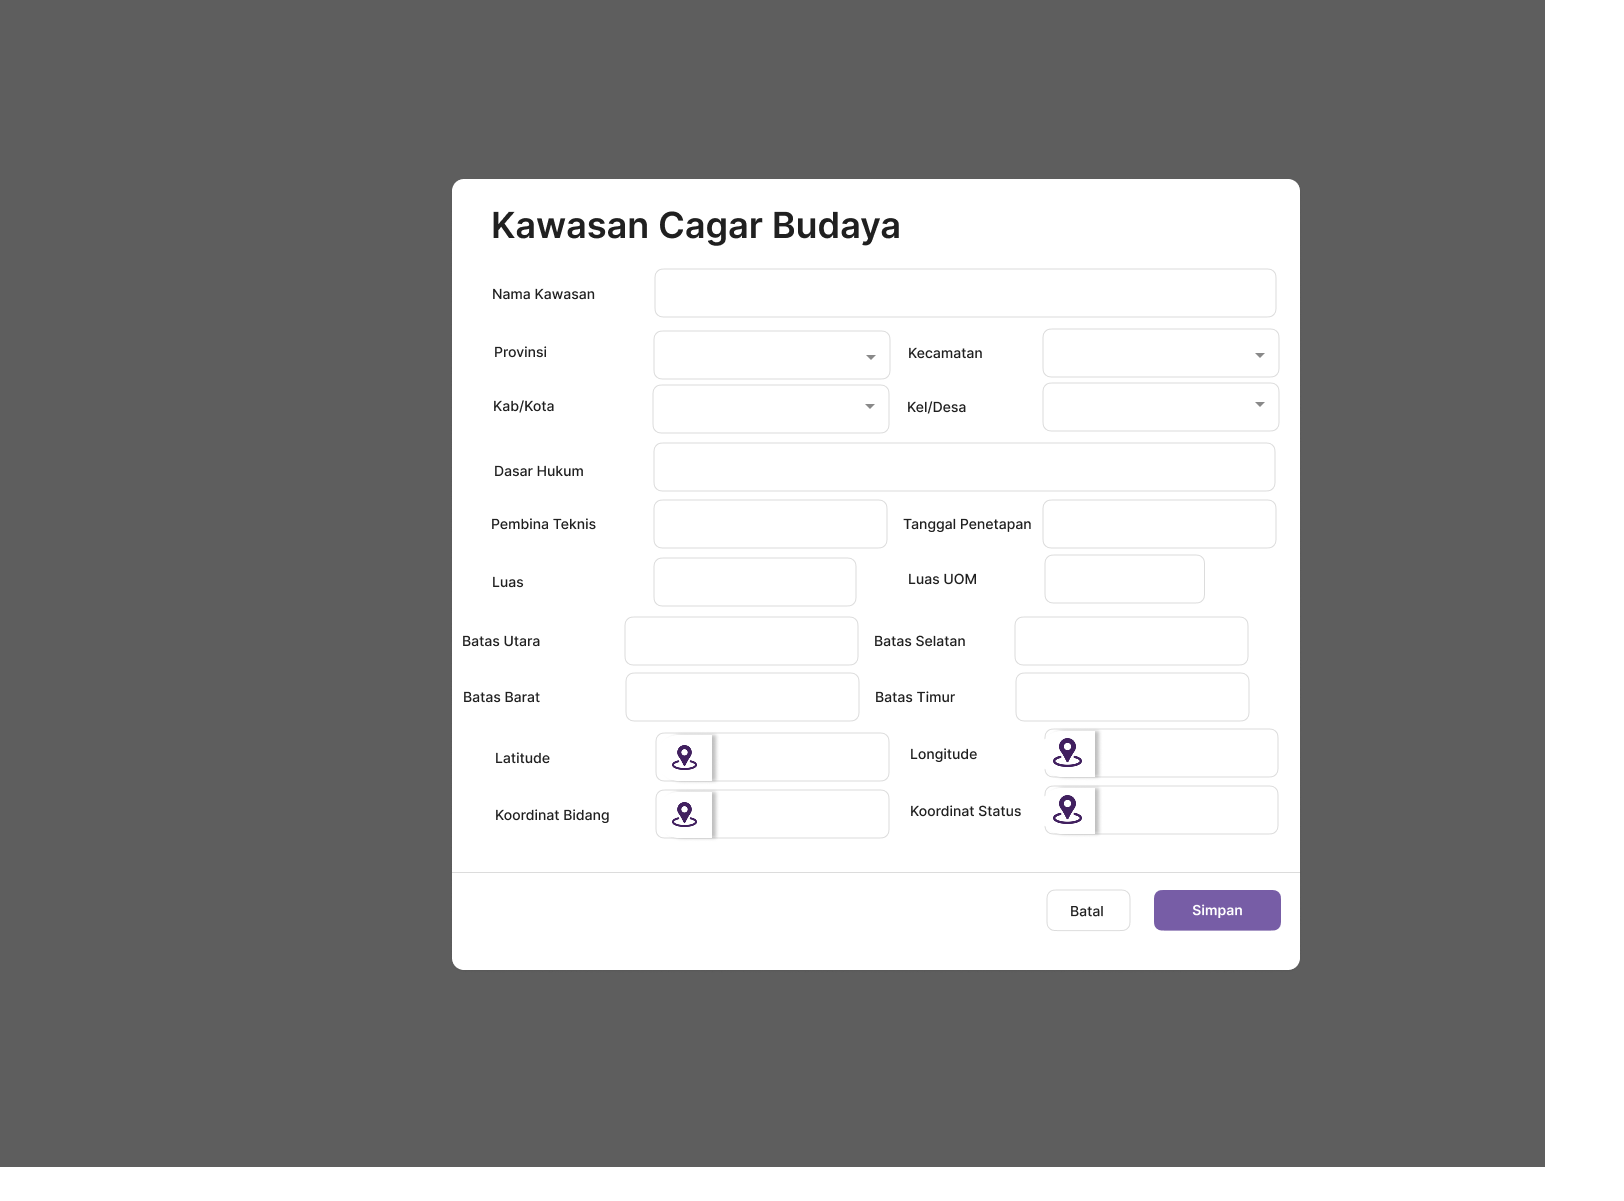 Kawasan Cagar Budaya
Nama Kawasan
Provinsi
Kecamatan
Kab/Kota
Kel/Desa
Dasar Hukum
Pembina Teknis
Tanggal Penetapan
Luas
Luas UOM
Batas Utara
Batas Selatan
Batas Barat
Batas Timur
Latitude
Longitude
Koordinat Bidang
Koordinat Status
Batal
Simpan